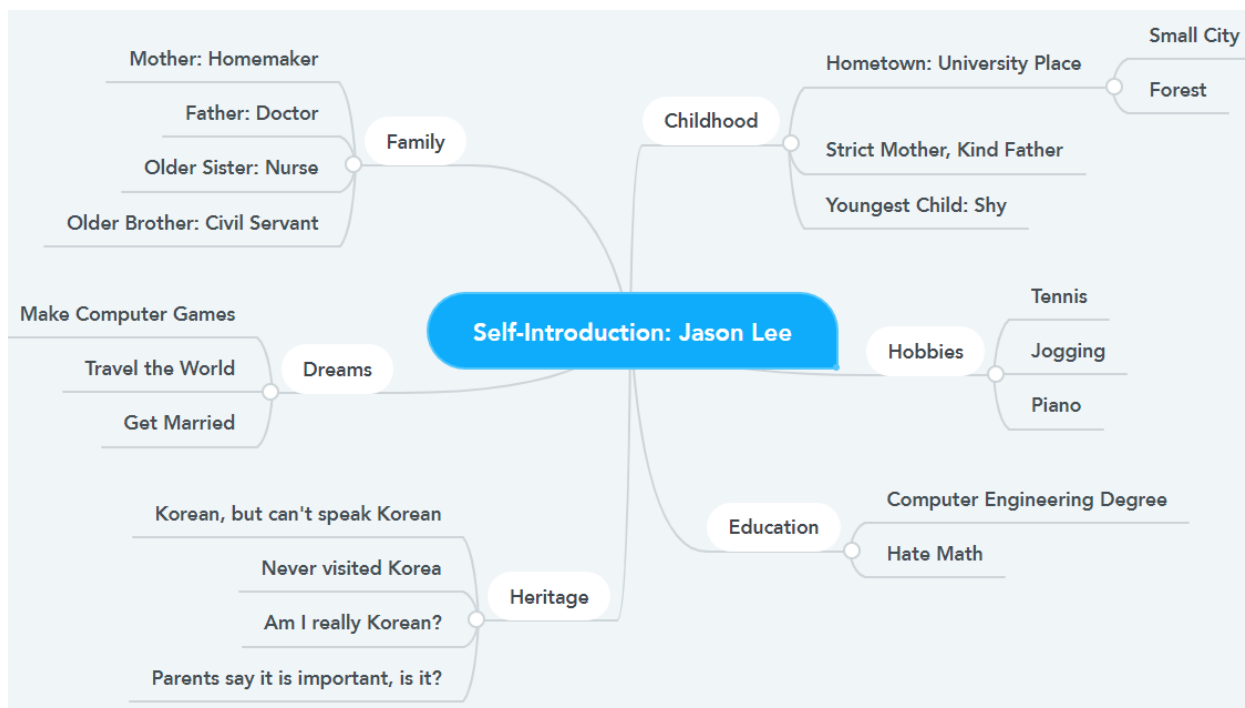 Self-Introduction: Jason Lee
Family
Mother: Homemaker
Father: Doctor
Older Sister: Nurse
Older Brother: Civil Servant
Dreams
Make Computer Games
Travel the World
Get Married
Heritage
Korean, but can't speak Korean
Never visited Korea
Am I really Korean?
Parents say it is important, is it?
Childhood
Hometown: University Place
Small City
Forest
Strict Mother, Kind Father
Youngest Child: Shy
Hobbies
Tennis
Jogging
Piano
Education
Computer Engineering Degree
Hate Math